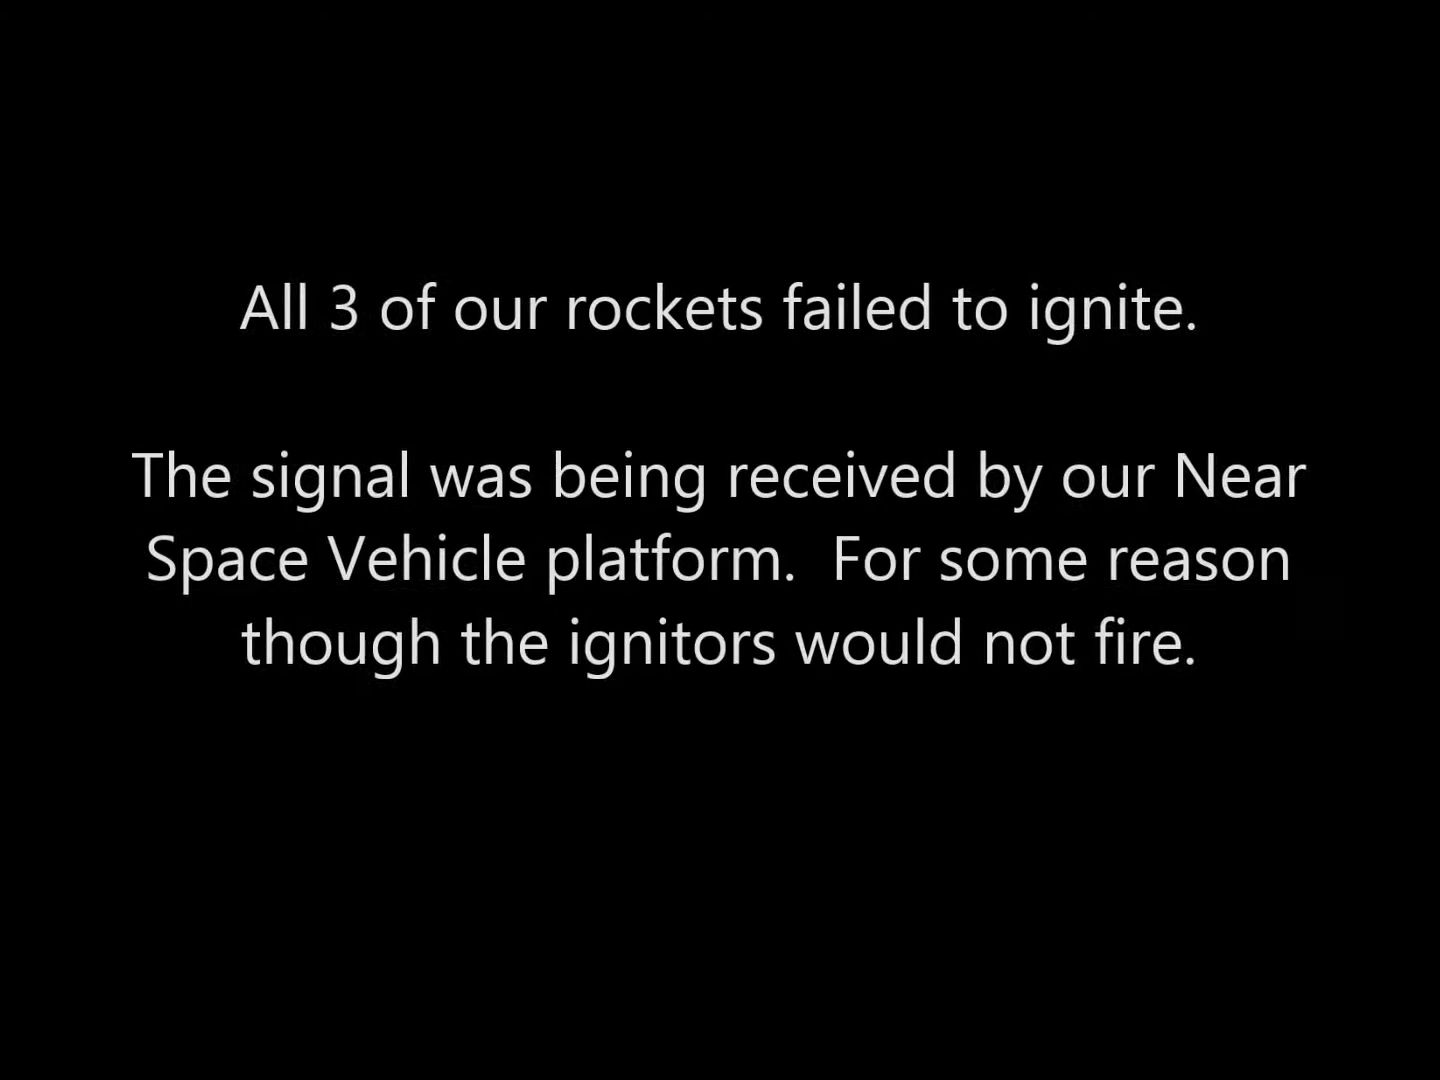 All 3 of our rockets failed to ignite.
The signal was being received by our Near
Space Vehicle platform.  For some reason
though the ignitors would not fire.